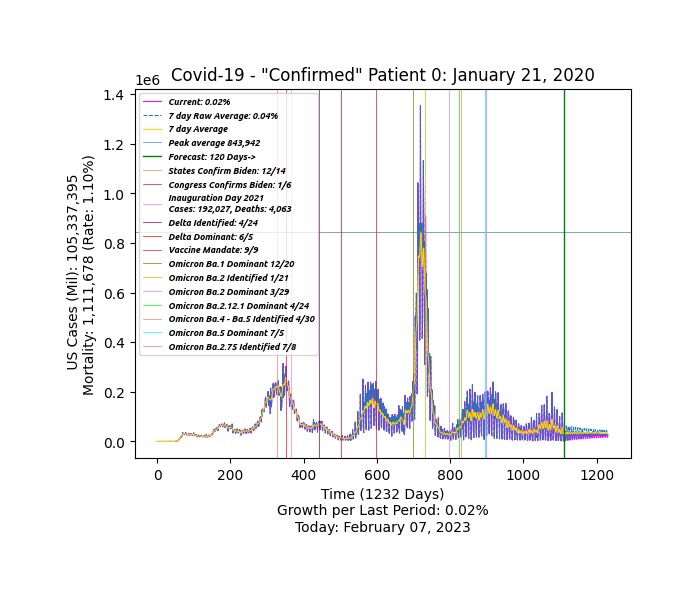 Covid-19 - "Confirmed" Patient 0: January 21, 2020
1e6
1.4
1.2
1.0
0.8
0.6
0.4
0.2
0.0
US Cases (Mil): 105,337,395
Mortality: 1,111,678 (Rate: 1.10%)
Current: 0.02%
7 day Raw Average: 0.04%
7 day Average
Peak average 843,942
Forecast: 120 Days->
States Confirm Biden: 12/14
Congress Confirms Biden: 1/6
Inauguration Day 2021
Cases: 192,027, Deaths: 4,063
Delta Identified: 4/24
Delta Dominant: 6/5
Vaccine Mandate: 9/9
Omicron Ba.1 Dominant 12/20
Omicron Ba.2 Identified 1/21
Omicron Ba.2 Dominant 3/29
Omicron Ba.2.12.1 Dominant 4/24
Omicron Ba.4 - Ba.5 Identified 4/30
Omicron Ba.5 Dominant 7/5
Omicron Ba.2.75 Identified 7/8
0 200 400 600 800 1000 1200
Time (1232 Days)
Growth per Last Period: 0.02%
Today: February 07, 2023